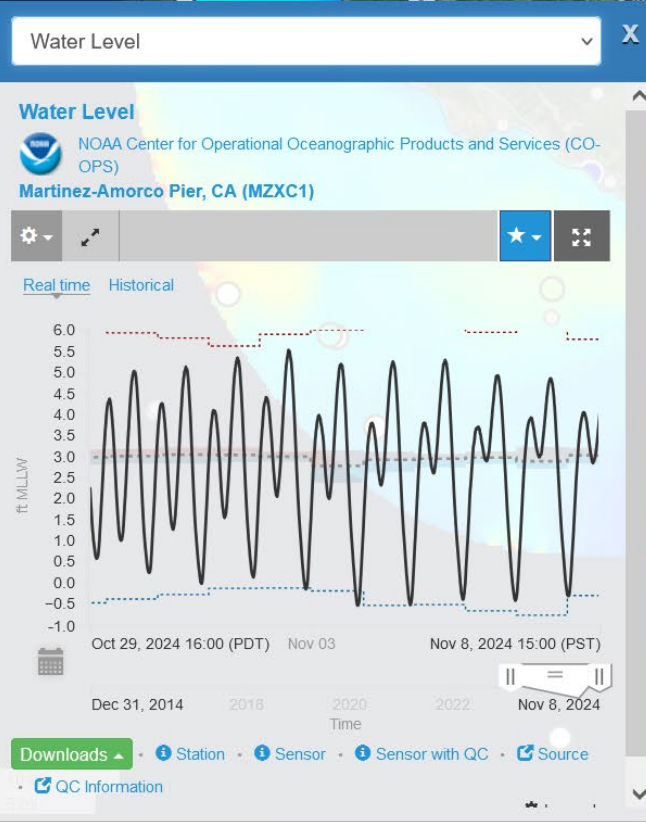 Water Level
X
Water Level
NOAA
NOAA Center for Operational Oceanographic Products and Services (CO-
OPS)
Martinez-Amorco Pier, CA (MZXC1)
Real time Historical
6.0
5.5
5.0
4.5
4.0
3.5
3.0
2.5
2.0
1.5
1.0
0.5
0.0
−0.5
-1.0
ft MLLW
Oct 29, 2024 16:00 (PDT) Nov 03 Nov 8, 2024 15:00 (PST)
Dec 31, 2014 2018 2020 2022 Nov 8, 2024
Time
Downloads · Station · Sensor · Sensor with QC · Source
· QC Information